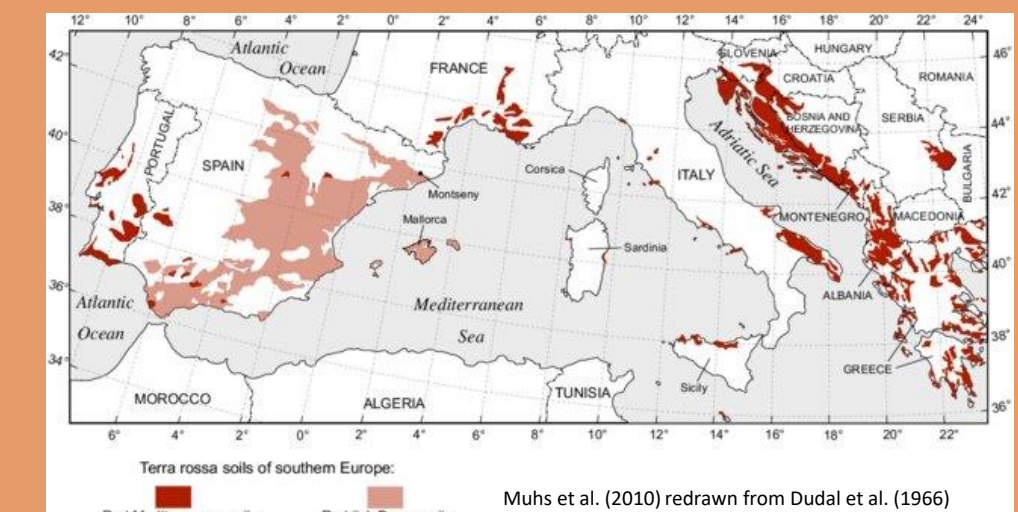 12° 10° 8° 6° 4° 2° 0° 2° 4° 6° 8° 10° 12° 14° 16° 18° 20° 22° 24°
Atlantic
Ocean
FRANCE
SLOVENIA
HUNGARY
CROATIA
ROMANIA
BOSNIA AND
HERZEGOVINA
SERBIA
BULGARIA
PORTUGAL
SPAIN
Montseny
Mallorca
Corsica
Sardinia
ITALY
Adriatic Sea
MONTENEGRO
MACEDONIA
ALBANIA
GREECE
Sicily
Atlantic
Ocean
Mediterranean
Sea
MOROCCO
ALGERIA
TUNISIA
42°
40°
38°
36°
34°
46°
44°
42°
40°
38°
36°
6° 4° 2° 0° 2° 4° 6° 8° 10° 12° 14° 16° 18° 20° 22°
Terra rossa soils of southern Europe:
Muhs et al. (2010) redrawn from Dudal et al. (1966)